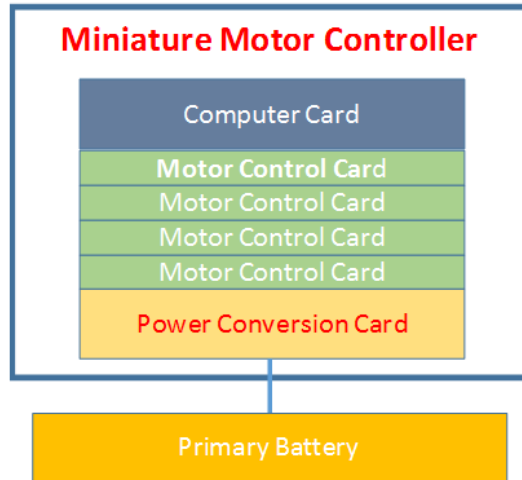 Miniature Motor Controller
Computer Card
Motor Control Card
Motor Control Card
Motor Control Card
Motor Control Card
Power Conversion Card
Primary Battery